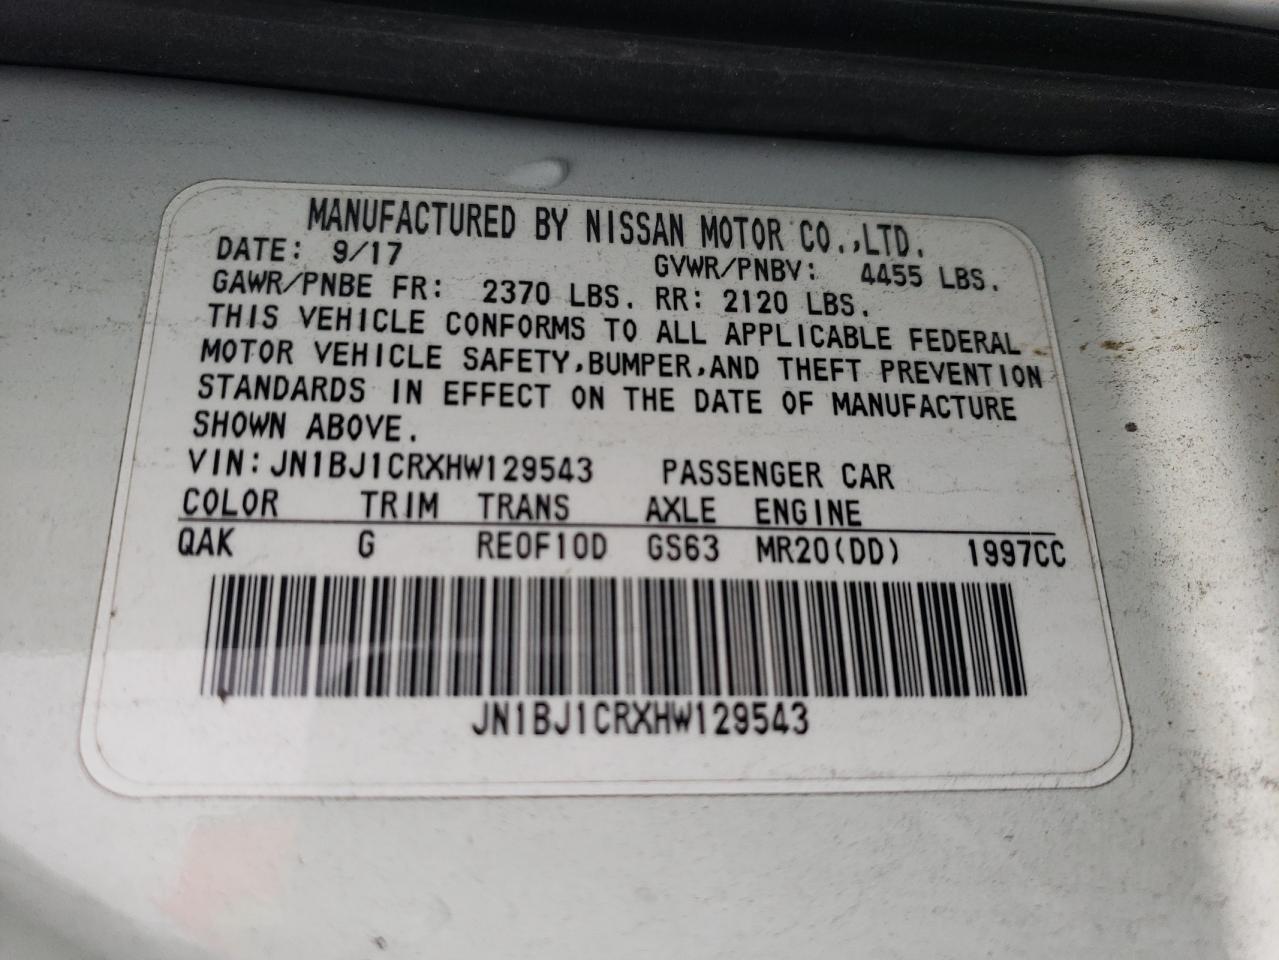 MANUFACTURED BY NISSAN MOTOR CO.,LTD.
DATE: 9/17 GVWR/PNBV: 4455 LBS.
GAWR/PNBE FR: 2370 LBS. RR: 2120 LBS.
THIS VEHICLE CONFORMS TO ALL APPLICABLE FEDERAL
MOTOR VEHICLE SAFETY,BUMPER,AND THEFT PREVENTION
STANDARDS IN EFFECT ON THE DATE OF MANUFACTURE
SHOWN ABOVE.
VIN:JN1BJ1CRXHW129543 PASSENGER CAR
COLOR TRIM TRANS AXLE ENGINE
QAK G RE0F10D GS63 MR20(DD) 1997CC
JN1BJ1CRXHW129543